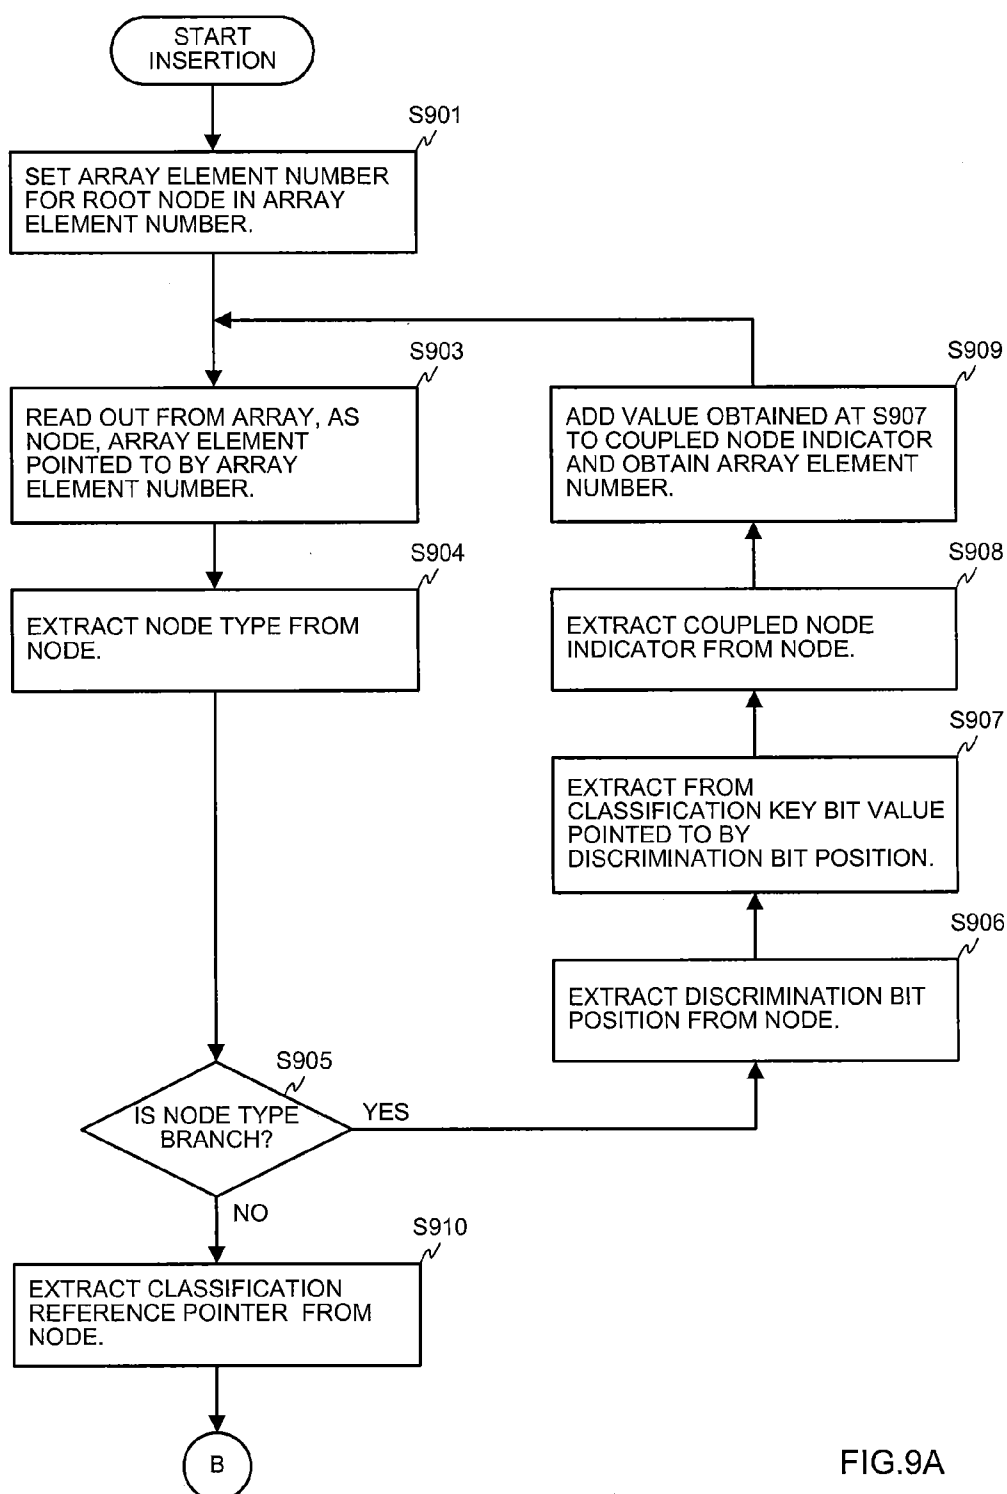 START
INSERTION
S901
SET ARRAY ELEMENT NUMBER
FOR ROOT NODE IN ARRAY
ELEMENT NUMBER.
S903
READ OUT FROM ARRAY, AS
NODE, ARRAY ELEMENT
POINTED TO BY ARRAY
ELEMENT NUMBER.
S904
EXTRACT NODE TYPE FROM
NODE.
S905
IS NODE TYPE
BRANCH?
YES
NO
S906
EXTRACT DISCRIMINATION BIT
POSITION FROM NODE.
S907
EXTRACT FROM
CLASSIFICATION KEY BIT VALUE
POINTED TO BY
DISCRIMINATION BIT POSITION.
S908
EXTRACT COUPLED NODE
INDICATOR FROM NODE.
S909
ADD VALUE OBTAINED AT S907
TO COUPLED NODE INDICATOR
AND OBTAIN ARRAY ELEMENT
NUMBER.
S910
EXTRACT CLASSIFICATION
REFERENCE POINTER FROM
NODE.
B
FIG.9A